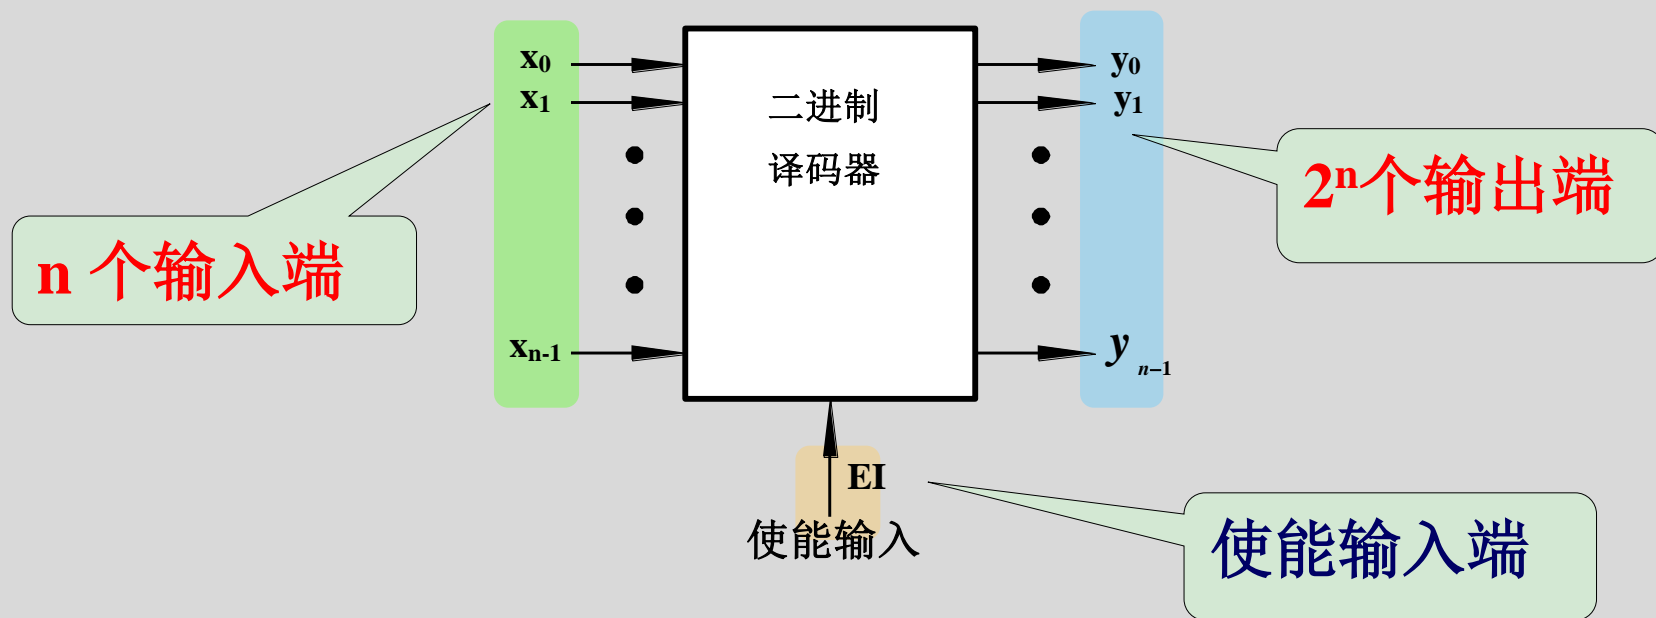 x₀
x₁
n 个输入端
xₙ₋₁
二进制
译码器
y₀
y₁
2ⁿ个输出端
yₙ₋₁
EI
使能输入
使能输入端